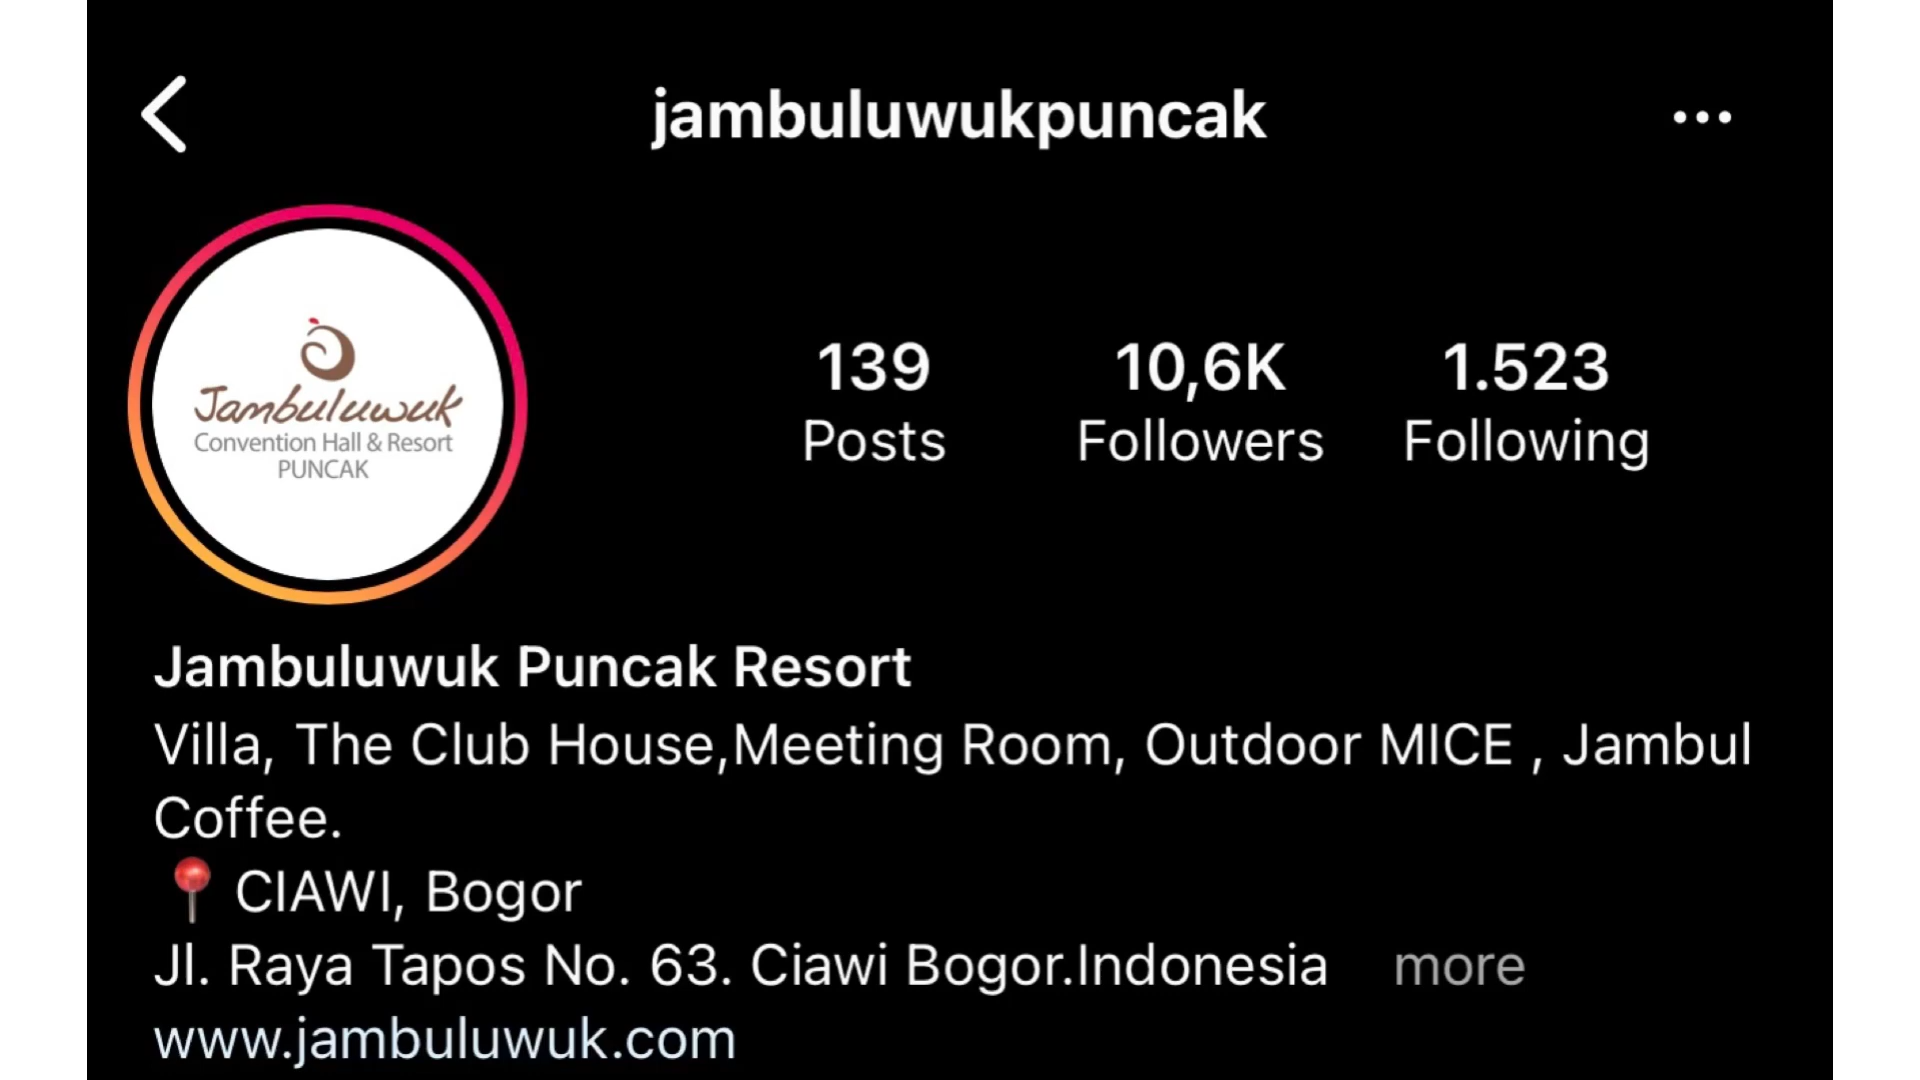 jambuluwukpuncak
Jambuluwuk
Convention Hall & Resort
PUNCAK
139
Posts
10,6K
Followers
1.523
Following
Jambuluwuk Puncak Resort
Villa, The Club House,Meeting Room, Outdoor MICE , Jambul
Coffee.
📍 CIAWI, Bogor
Jl. Raya Tapos No. 63. Ciawi Bogor.Indonesia more
www.jambuluwuk.com